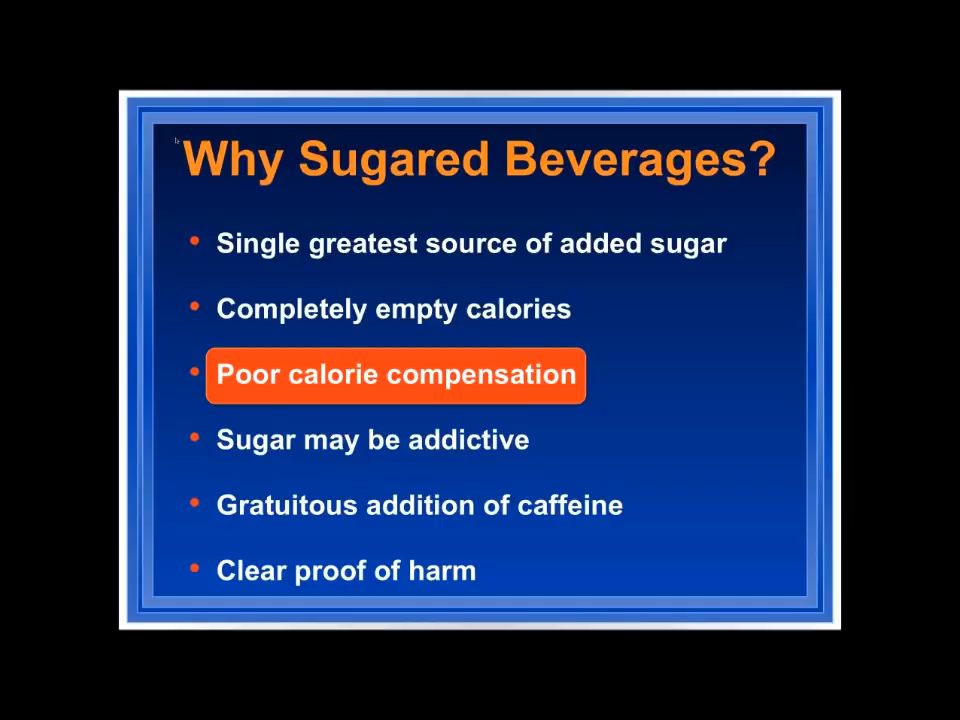 Why Sugared Beverages?
• Single greatest source of added sugar
• Completely empty calories
• Poor calorie compensation
• Sugar may be addictive
• Gratuitous addition of caffeine
• Clear proof of harm